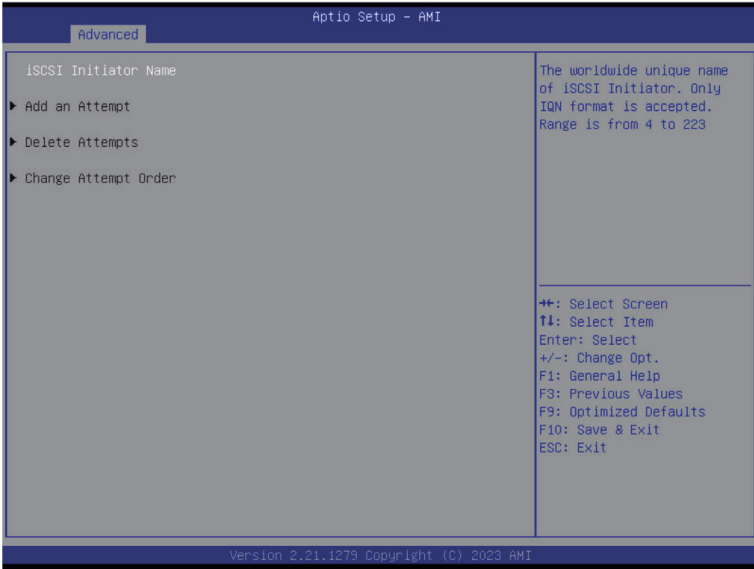 Aptio Setup – AMI
Advanced
iSCSI Initiator Name
▶ Add an Attempt
▶ Delete Attempts
▶ Change Attempt Order
The worldwide unique name
of iSCSI Initiator. Only
IQN format is accepted.
Range is from 4 to 223
→←: Select Screen
↑↓: Select Item
Enter: Select
+/-: Change Opt.
F1: General Help
F3: Previous Values
F9: Optimized Defaults
F10: Save & Exit
ESC: Exit
Version 2.21.1279 Copyright (C) 2023 AMI